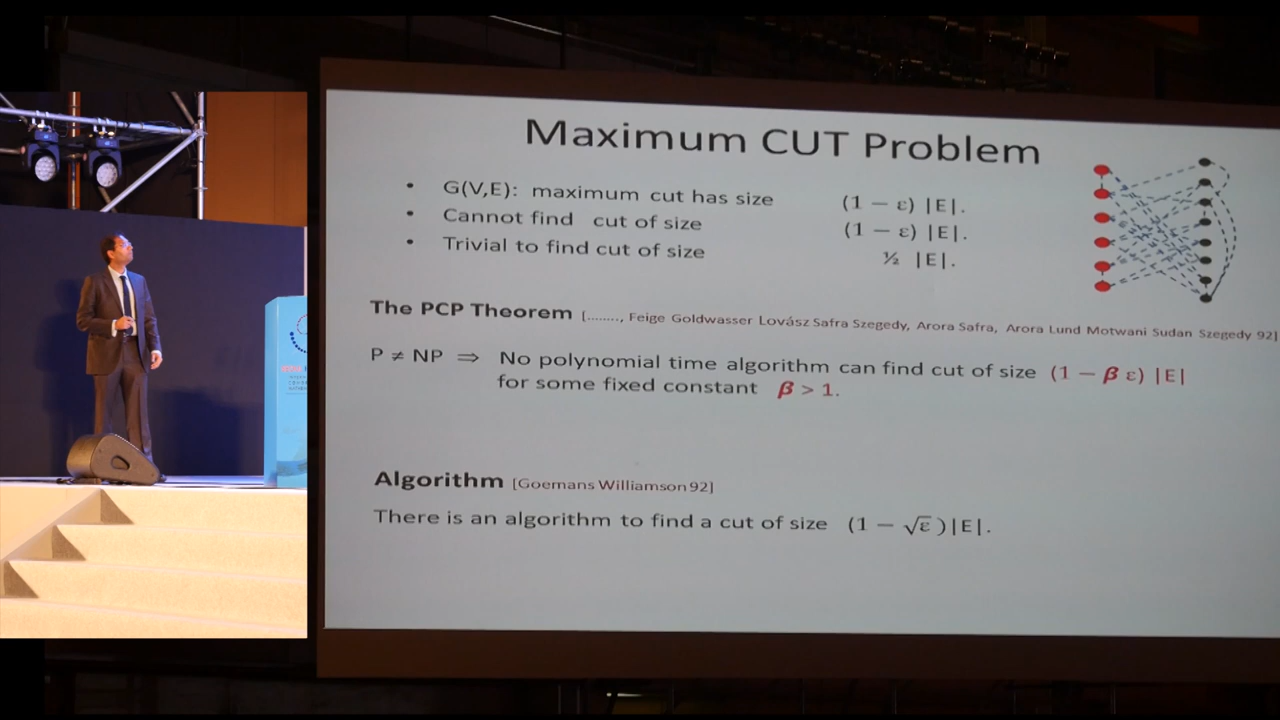 Maximum CUT Problem
• G(V,E): maximum cut has size (1 − ε) |E|.
• Cannot find cut of size (1 − ε) |E|.
• Trivial to find cut of size ½ |E|.
The PCP Theorem [........, Feige Goldwasser Lovász Safra Szegedy, Arora Safra, Arora Lund Motwani Sudan Szegedy 92]
P ≠ NP ⇒ No polynomial time algorithm can find cut of size (1 − β ε) |E|
for some fixed constant β > 1.
Algorithm [Goemans Williamson 92]
There is an algorithm to find a cut of size (1 − √ε )|E|.